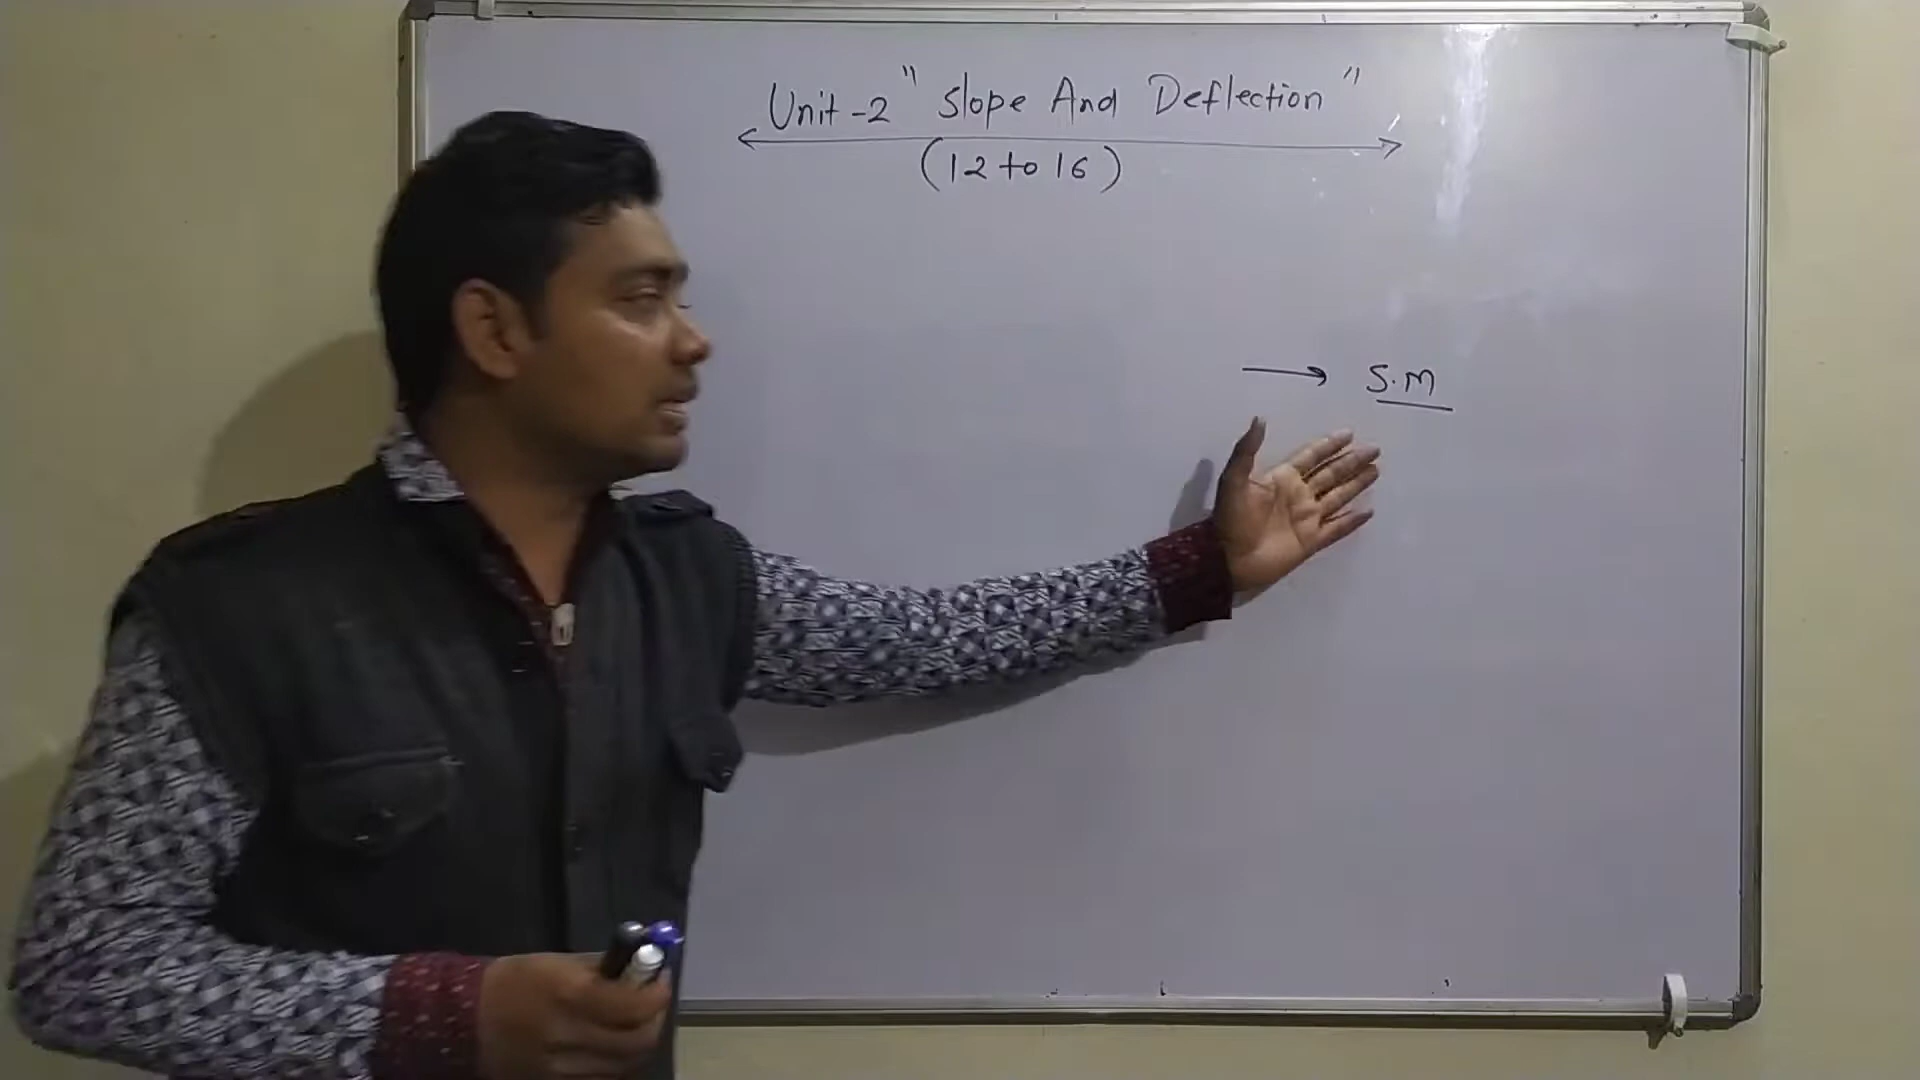 Unit-2 "Slope And Deflection"
(12 to 16)
→ S.M